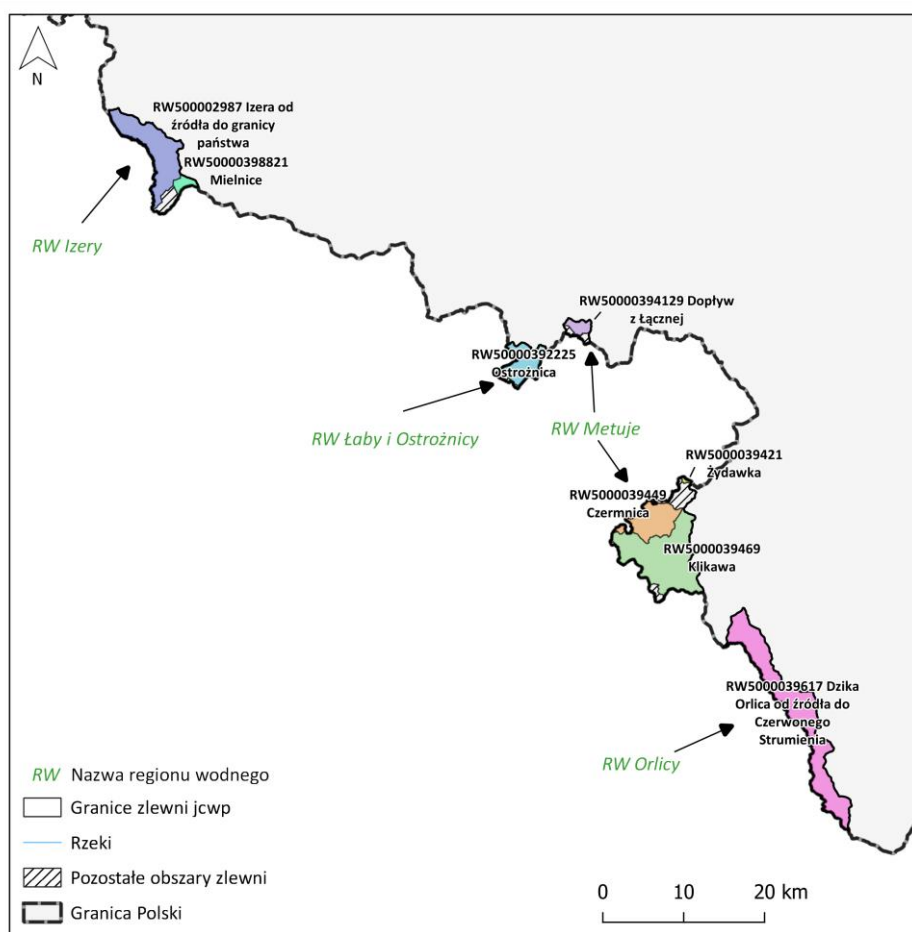 N
RW500002987 Izera od
źródła do granicy
państwa
RW50000398821
Mielnice
RW Izery
RW50000394129 Dopływ
z Łącznej
RW50000392225
Ostrożnica
RW Łaby i Ostrożnicy
RW Metuje
RW5000039421
Żydawka
RW5000039449
Czermnica
RW5000039469
Klikawa
RW5000039617 Dzika
Orlica od źródła do
Czerwonego
Strumienia
RW Orlicy
RW Nazwa regionu wodnego
Granice zlewni jcwp
Rzeki
Pozostałe obszary zlewni
Granica Polski
0 10 20 km